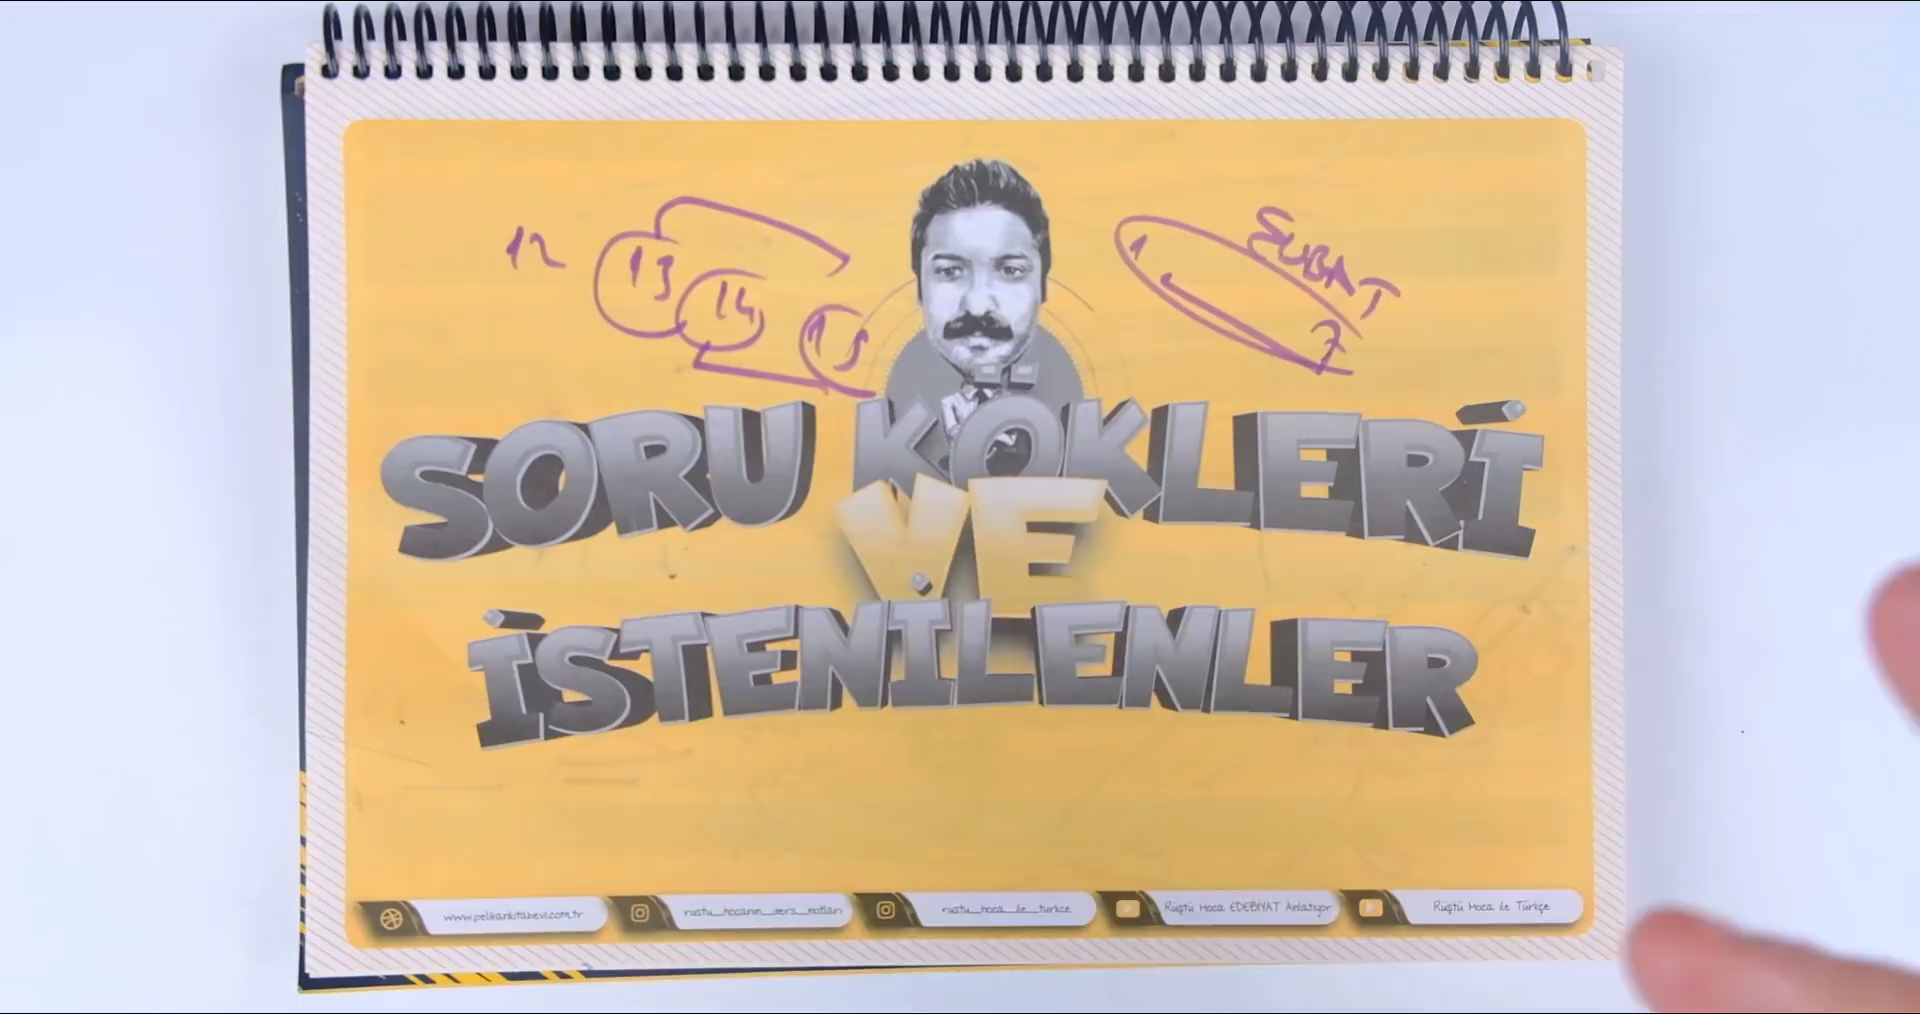 12 13 14 15
1 ŞUBAT 7
SORU KÖKLERİ
VE
İSTENİLENLER
www.pelikankitabevi.com.tr
rustu_hocanin_ders_notlari
rustu_hoca_ile_turkce
Rüştü Hoca EDEBİYAT Anlatıyor
Rüştü Hoca ile Türkçe